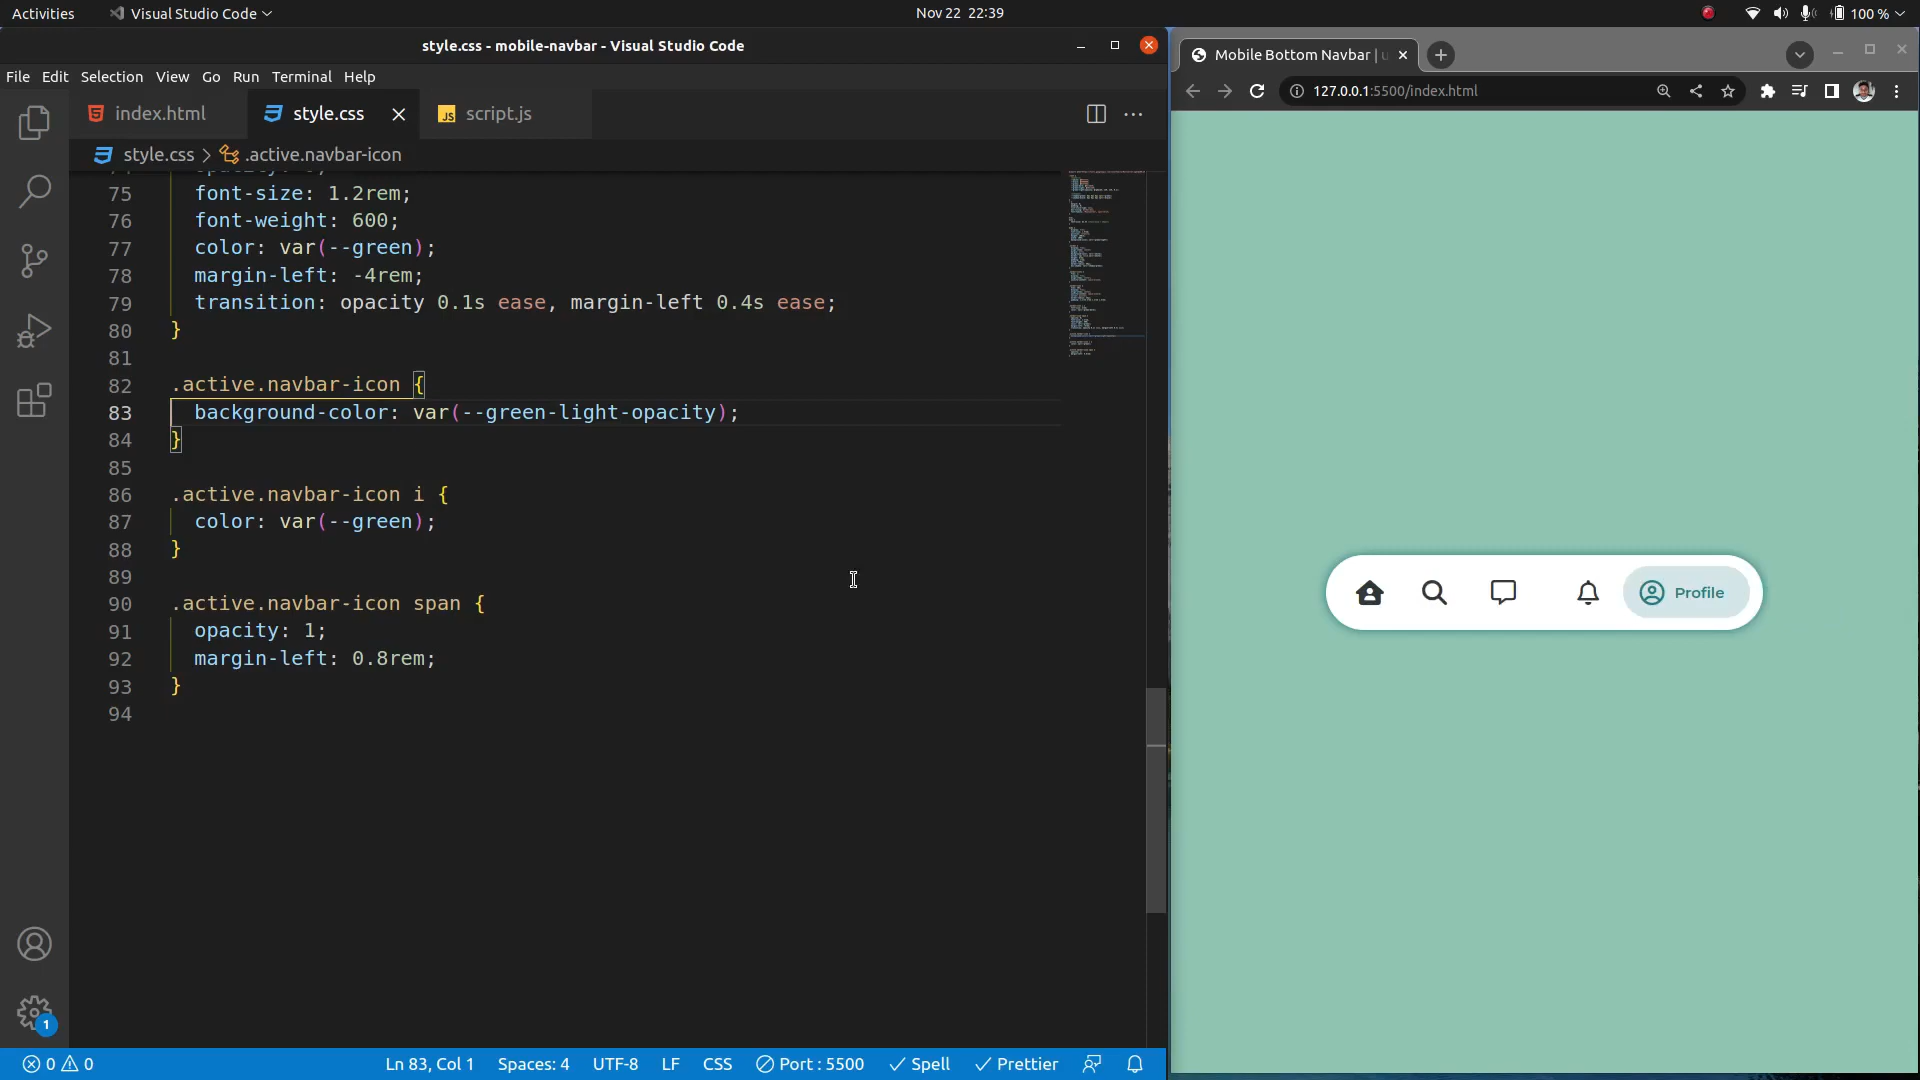 Activities
Visual Studio Code
Nov 22 22:39
100 %
style.css - mobile-navbar - Visual Studio Code
File Edit Selection View Go Run Terminal Help
index.html
style.css
JS script.js
style.css > .active.navbar-icon
75 font-size: 1.2rem;
76 font-weight: 600;
77 color: var(--green);
78 margin-left: -4rem;
79 transition: opacity 0.1s ease, margin-left 0.4s ease;
80 }
81
82 .active.navbar-icon {
83 background-color: var(--green-light-opacity);
84 }
85
86 .active.navbar-icon i {
87 color: var(--green);
88 }
89
90 .active.navbar-icon span {
91 opacity: 1;
92 margin-left: 0.8rem;
93 }
94
1
0 0
Ln 83, Col 1
Spaces: 4
UTF-8
LF
CSS
Port : 5500
Spell
Prettier
Mobile Bottom Navbar |
127.0.0.1:5500/index.html
Profile